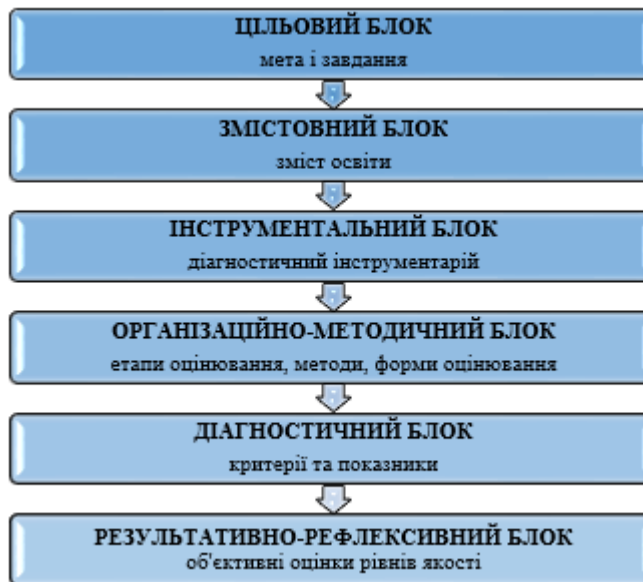 ЦІЛЬОВИЙ БЛОК
мета і завдання
ЗМІСТОВНИЙ БЛОК
зміст освіти
ІНСТРУМЕНТАЛЬНИЙ БЛОК
діагностичний інструментарій
ОРГАНІЗАЦІЙНО-МЕТОДИЧНИЙ БЛОК
етапи оцінювання, методи, форми оцінювання
ДІАГНОСТИЧНИЙ БЛОК
критерії та показники
РЕЗУЛЬТАТИВНО-РЕФЛЕКСИВНИЙ БЛОК
об'єктивні оцінки рівнів якості